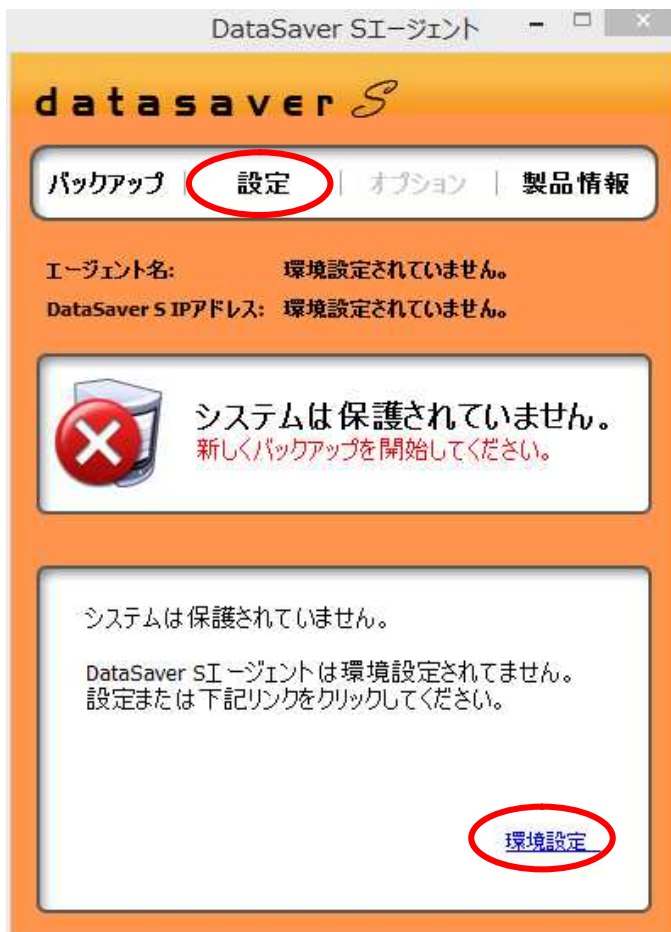 DataSaver Sエージェント
datasaver S
バックアップ | 設定 | オプション | 製品情報
エージェント名: 環境設定されていません。
DataSaver S IPアドレス: 環境設定されていません。
システムは保護されていません。
新しくバックアップを開始してください。
システムは保護されていません。
DataSaver Sエージェントは環境設定されてません。
設定または下記リンクをクリックしてください。
環境設定